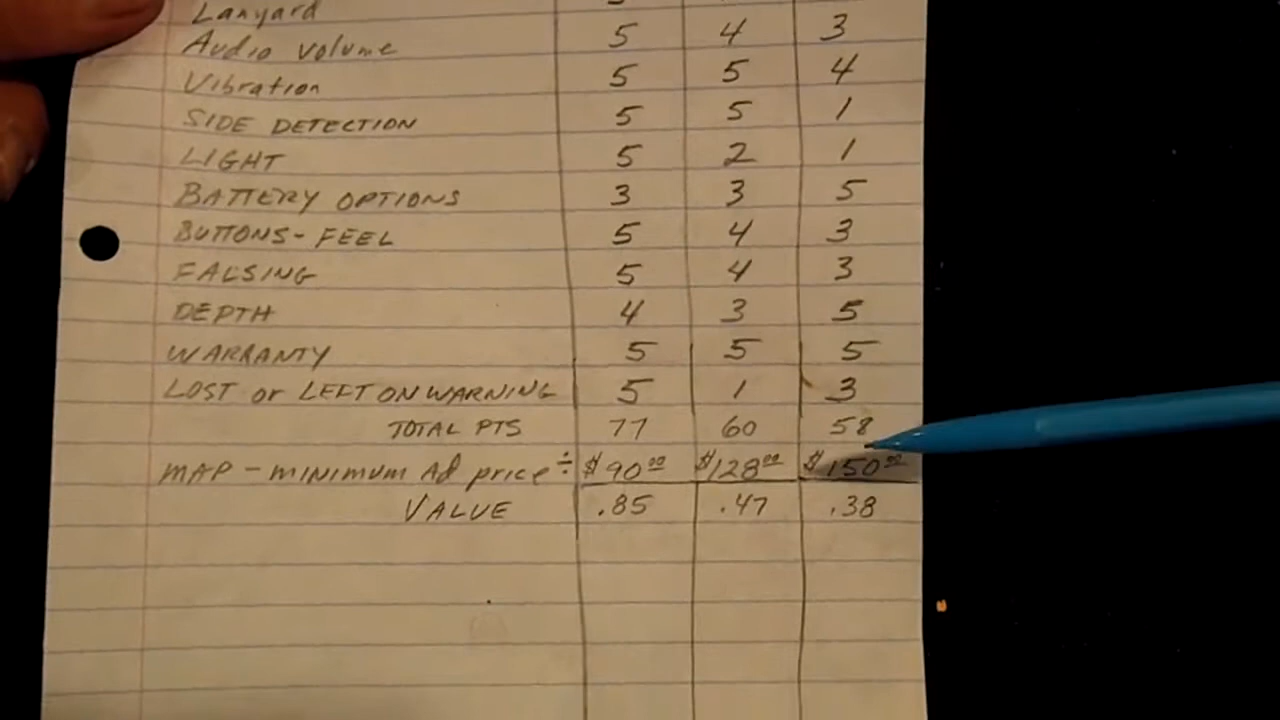 Lanyard
Audio volume 5 4 3
Vibration 5 5 4
SIDE DETECTION 5 5 1
LIGHT 5 2 1
BATTERY OPTIONS 3 3 5
BUTTONS - FEEL 5 4 3
FALSING 5 4 3
DEPTH 4 3 5
WARRANTY 5 5 5
LOST or LEFT ON WARNING 5 1 3
TOTAL PTS 77 60 58
MAP - minimum Ad price ÷ $90.00 $128.00 $150.00
VALUE .85 .47 .38